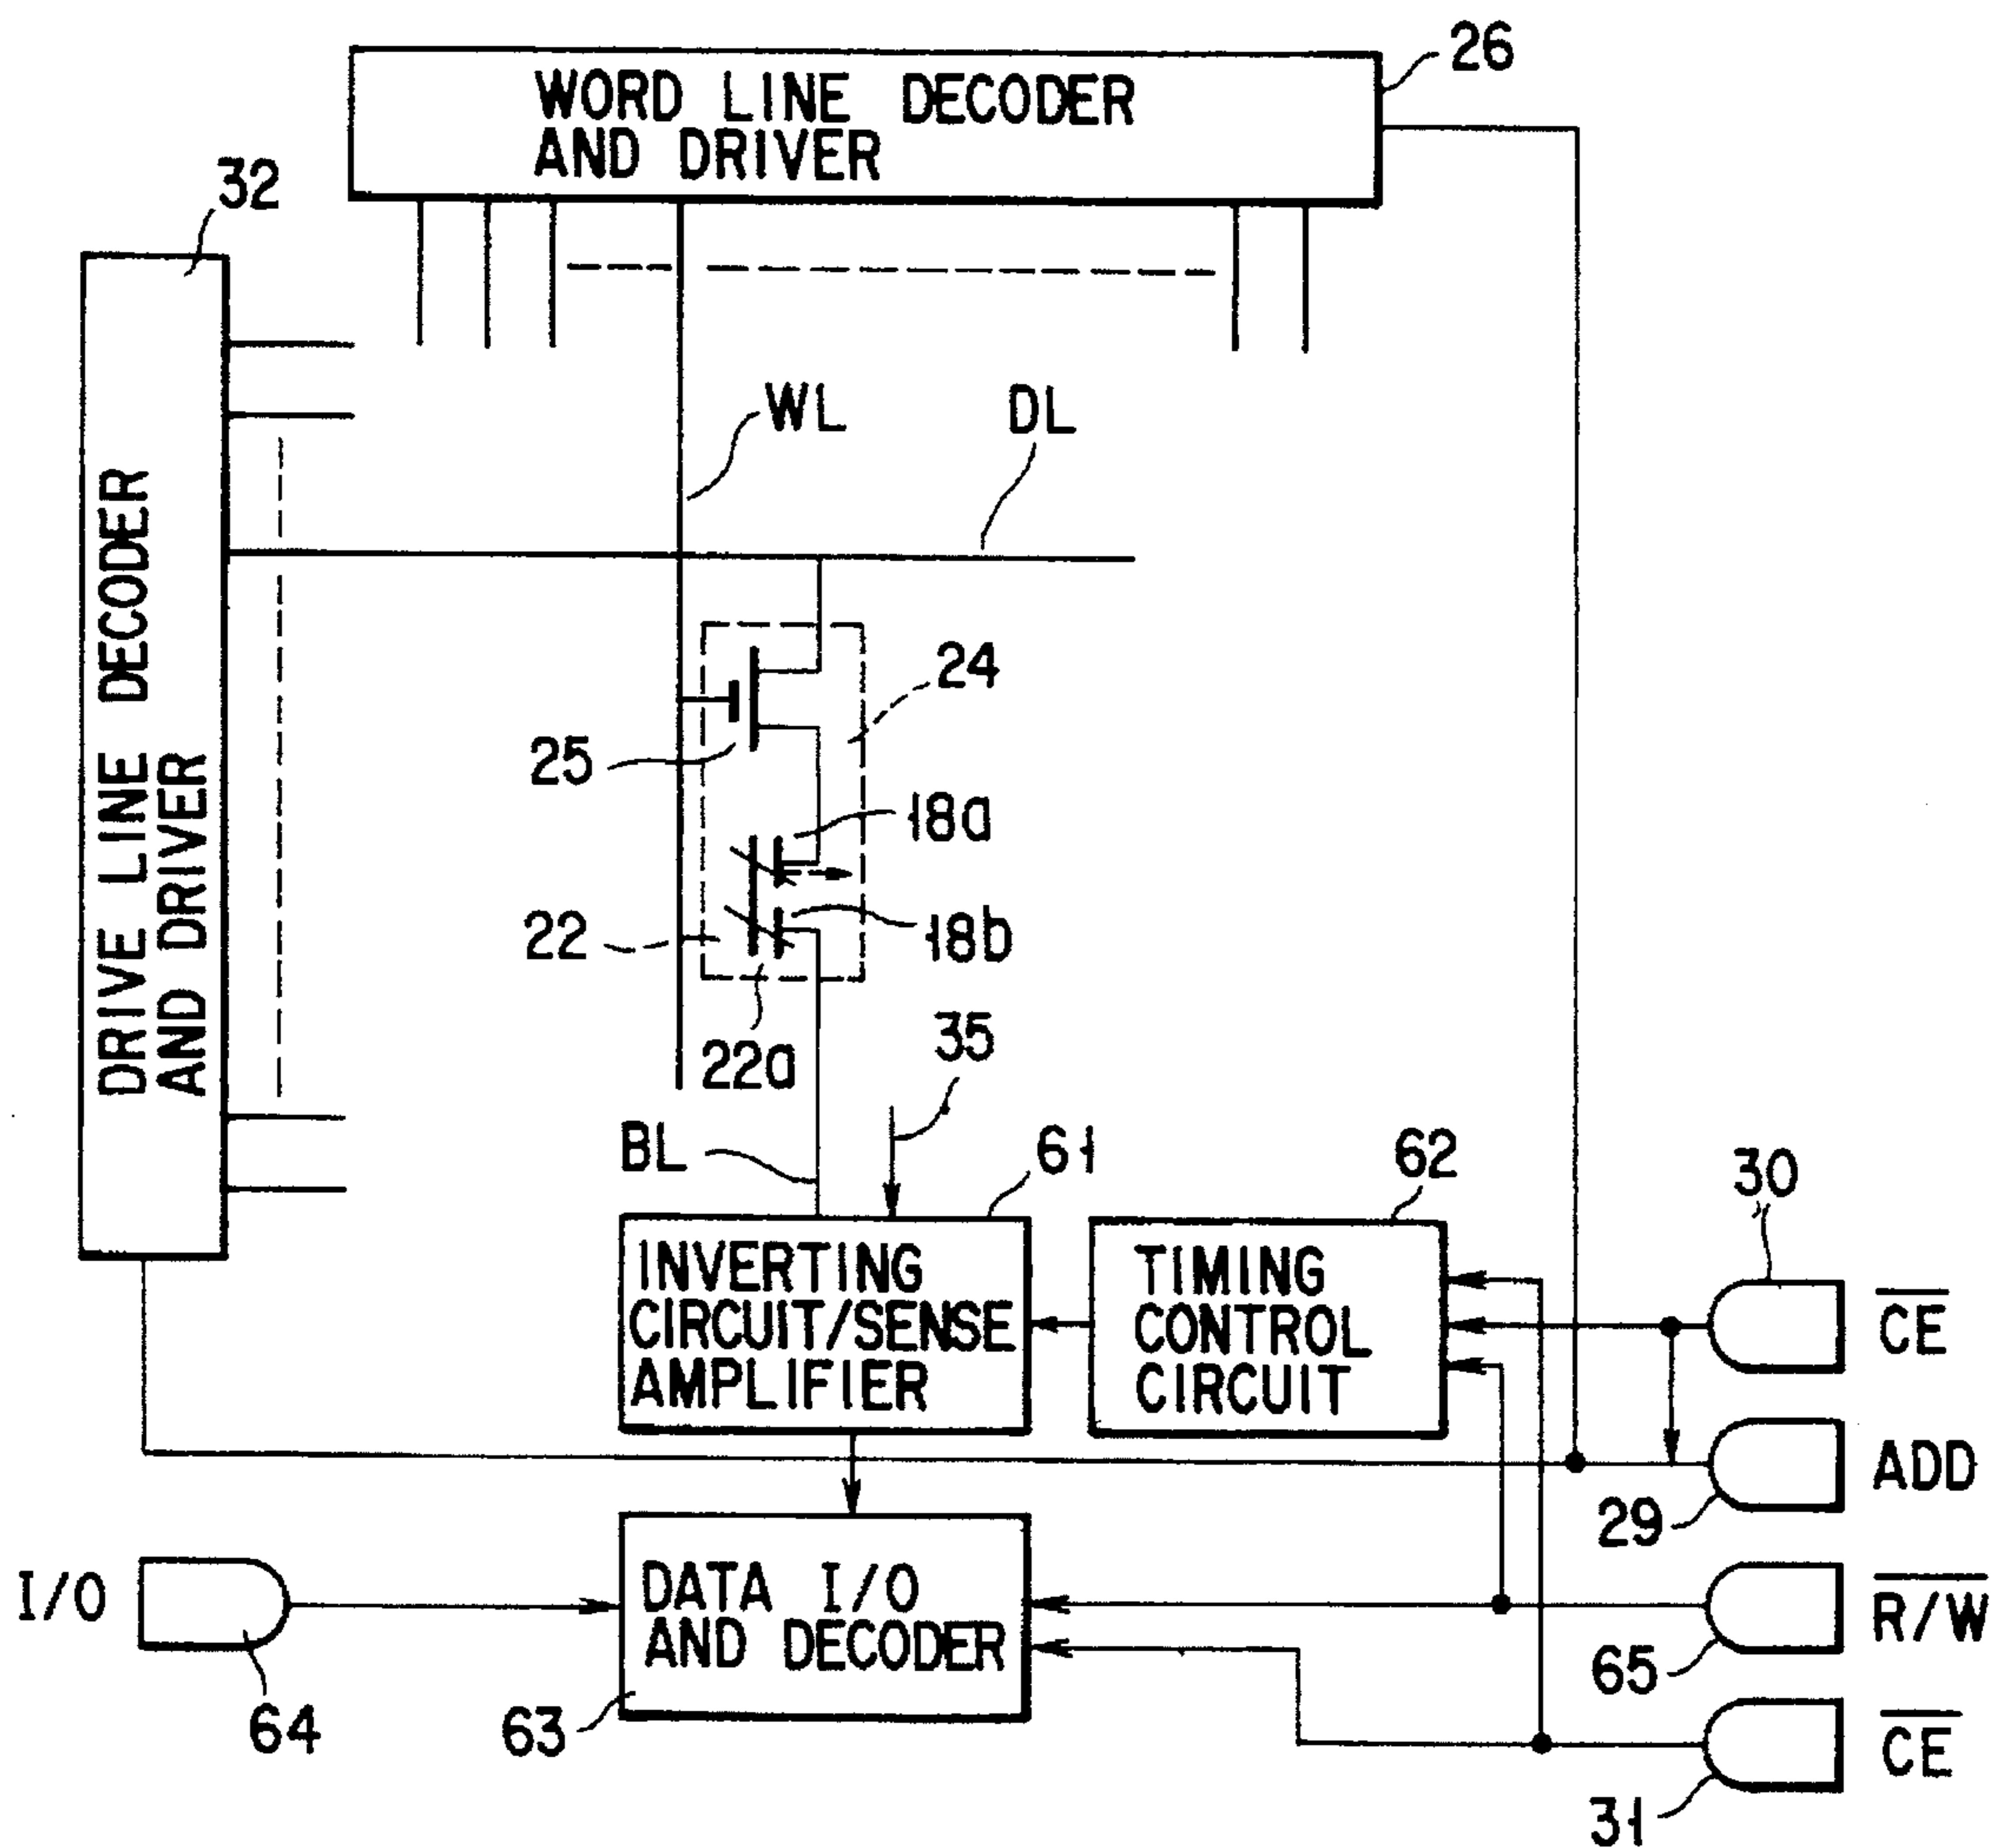 26
WORD LINE DECODER
AND DRIVER
32
DRIVE LINE DECODER
AND DRIVER
WL
DL
24
25
18a
22
18b
22a
35
BL
61
62
30
INVERTING
CIRCUIT/SENSE
AMPLIFIER
TIMING
CONTROL
CIRCUIT
C̅E̅
ADD
29
I/O
DATA I/O
AND DECODER
R̅/̅W̅
65
64
63
C̅E̅
31